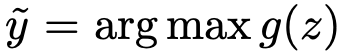 ỹ = arg max g(z)